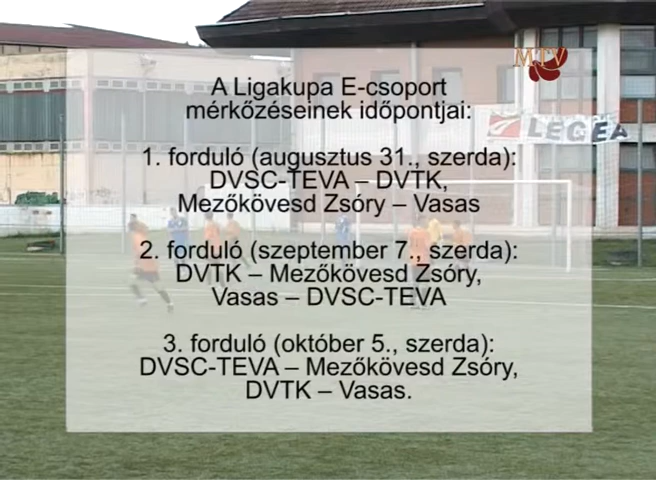 MTV
A Ligakupa E-csoport
mérkőzéseinek időpontjai:
LEGEA
1. forduló (augusztus 31., szerda):
DVSC-TEVA – DVTK,
Mezőkövesd Zsóry – Vasas
2. forduló (szeptember 7., szerda):
DVTK – Mezőkövesd Zsóry,
Vasas – DVSC-TEVA
3. forduló (október 5., szerda):
DVSC-TEVA – Mezőkövesd Zsóry,
DVTK – Vasas.